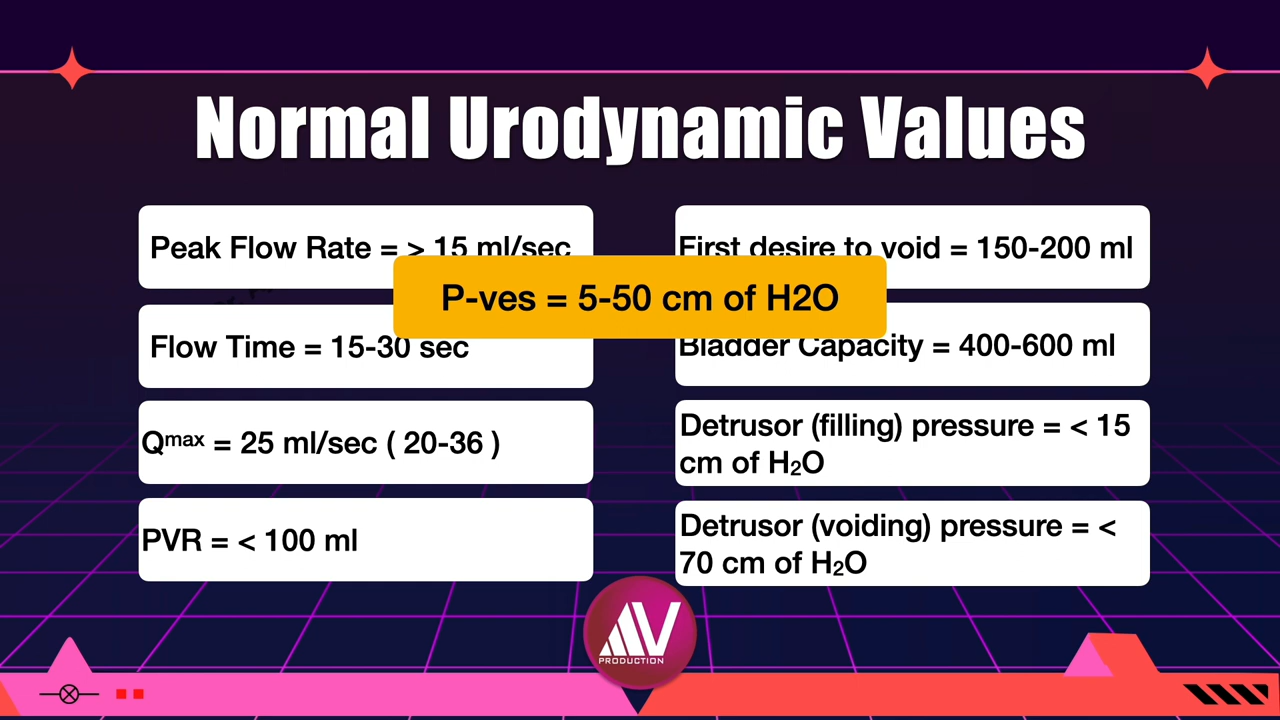 Normal Urodynamic Values
Peak Flow Rate = > 15 ml/sec
First desire to void = 150-200 ml
P-ves = 5-50 cm of H2O
Flow Time = 15-30 sec
Bladder Capacity = 400-600 ml
Qmax = 25 ml/sec ( 20-36 )
Detrusor (filling) pressure = < 15
cm of H₂O
PVR = < 100 ml
Detrusor (voiding) pressure = <
70 cm of H₂O
AV
PRODUCTION